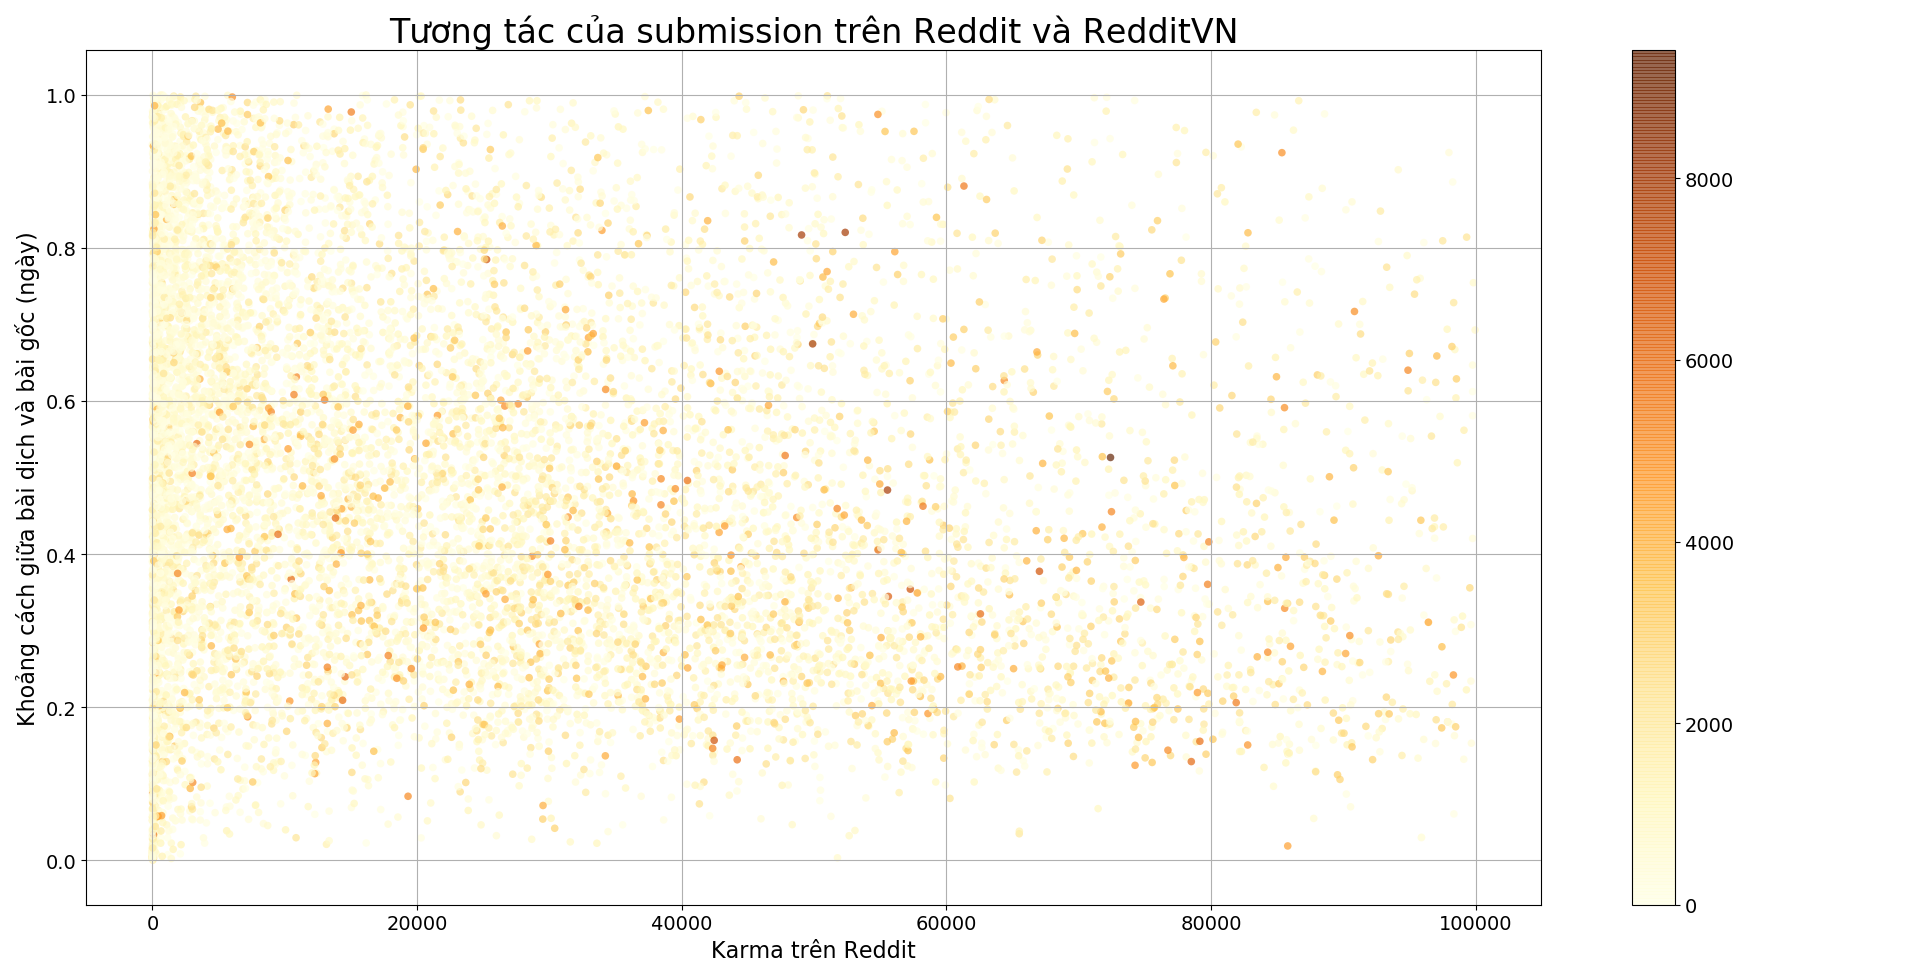 Tương tác của submission trên Reddit và RedditVN
Khoảng cách giữa bài dịch và bài gốc (ngày)
1.0
0.8
0.6
0.4
0.2
0.0
0 20000 40000 60000 80000 100000
Karma trên Reddit
8000
6000
4000
2000
0